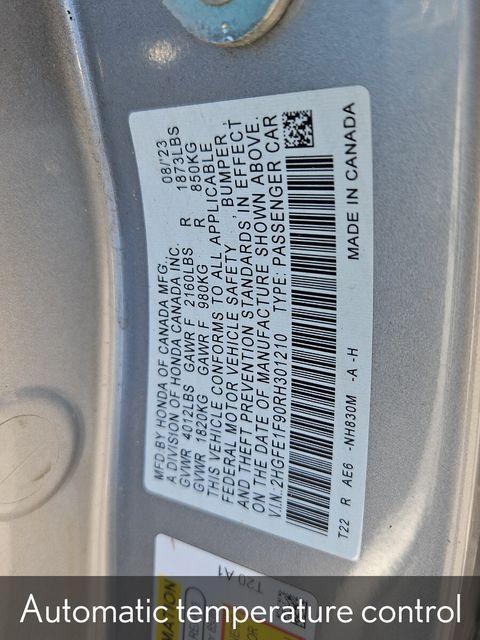 MFD.BY HONDA OF CANADA MFG., 08/'23
A DIVISION OF HONDA CANADA INC.
GVWR 4012LBS GAWR F 2160LBS R 1873LBS
GVWR 1820KG GAWR F 980KG R 850KG
THIS VEHICLE CONFORMS TO ALL APPLICABLE
FEDERAL MOTOR VEHICLE SAFETY , BUMPER ,
AND THEFT PREVENTION STANDARDS IN EFFECT
ON THE DATE OF MANUFACTURE SHOWN ABOVE.
V.I.N.:2HGFE1F90RH301210 TYPE: PASSENGER CAR
T22 R AE6 -NH830M -A -H MADE IN CANADA
T20 A1
Automatic temperature control